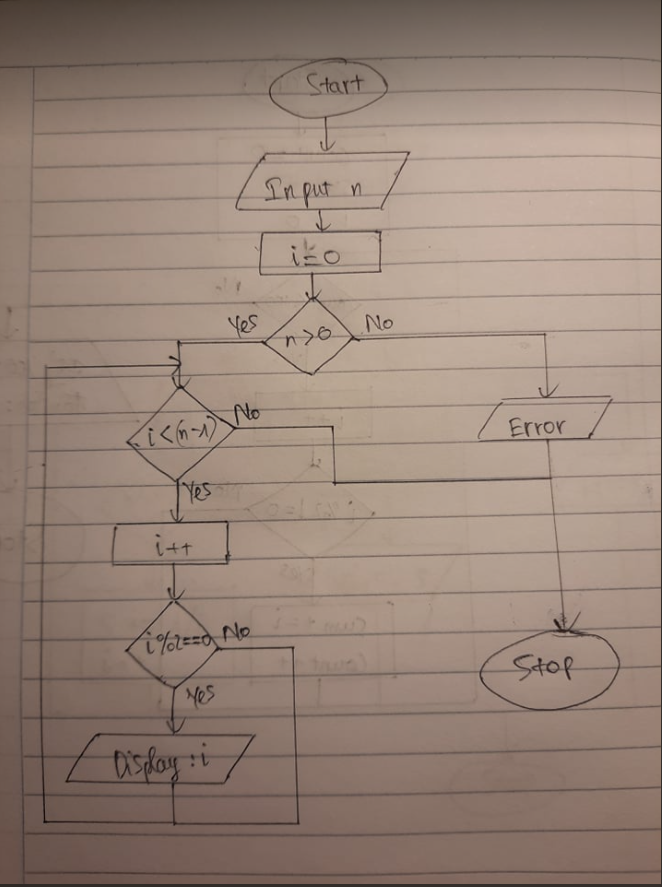 Start
Input n
i=0
n>0
Yes
No
i<(n-1)
No
Yes
Error
i++
i%2==0
No
Yes
Stop
Display : i